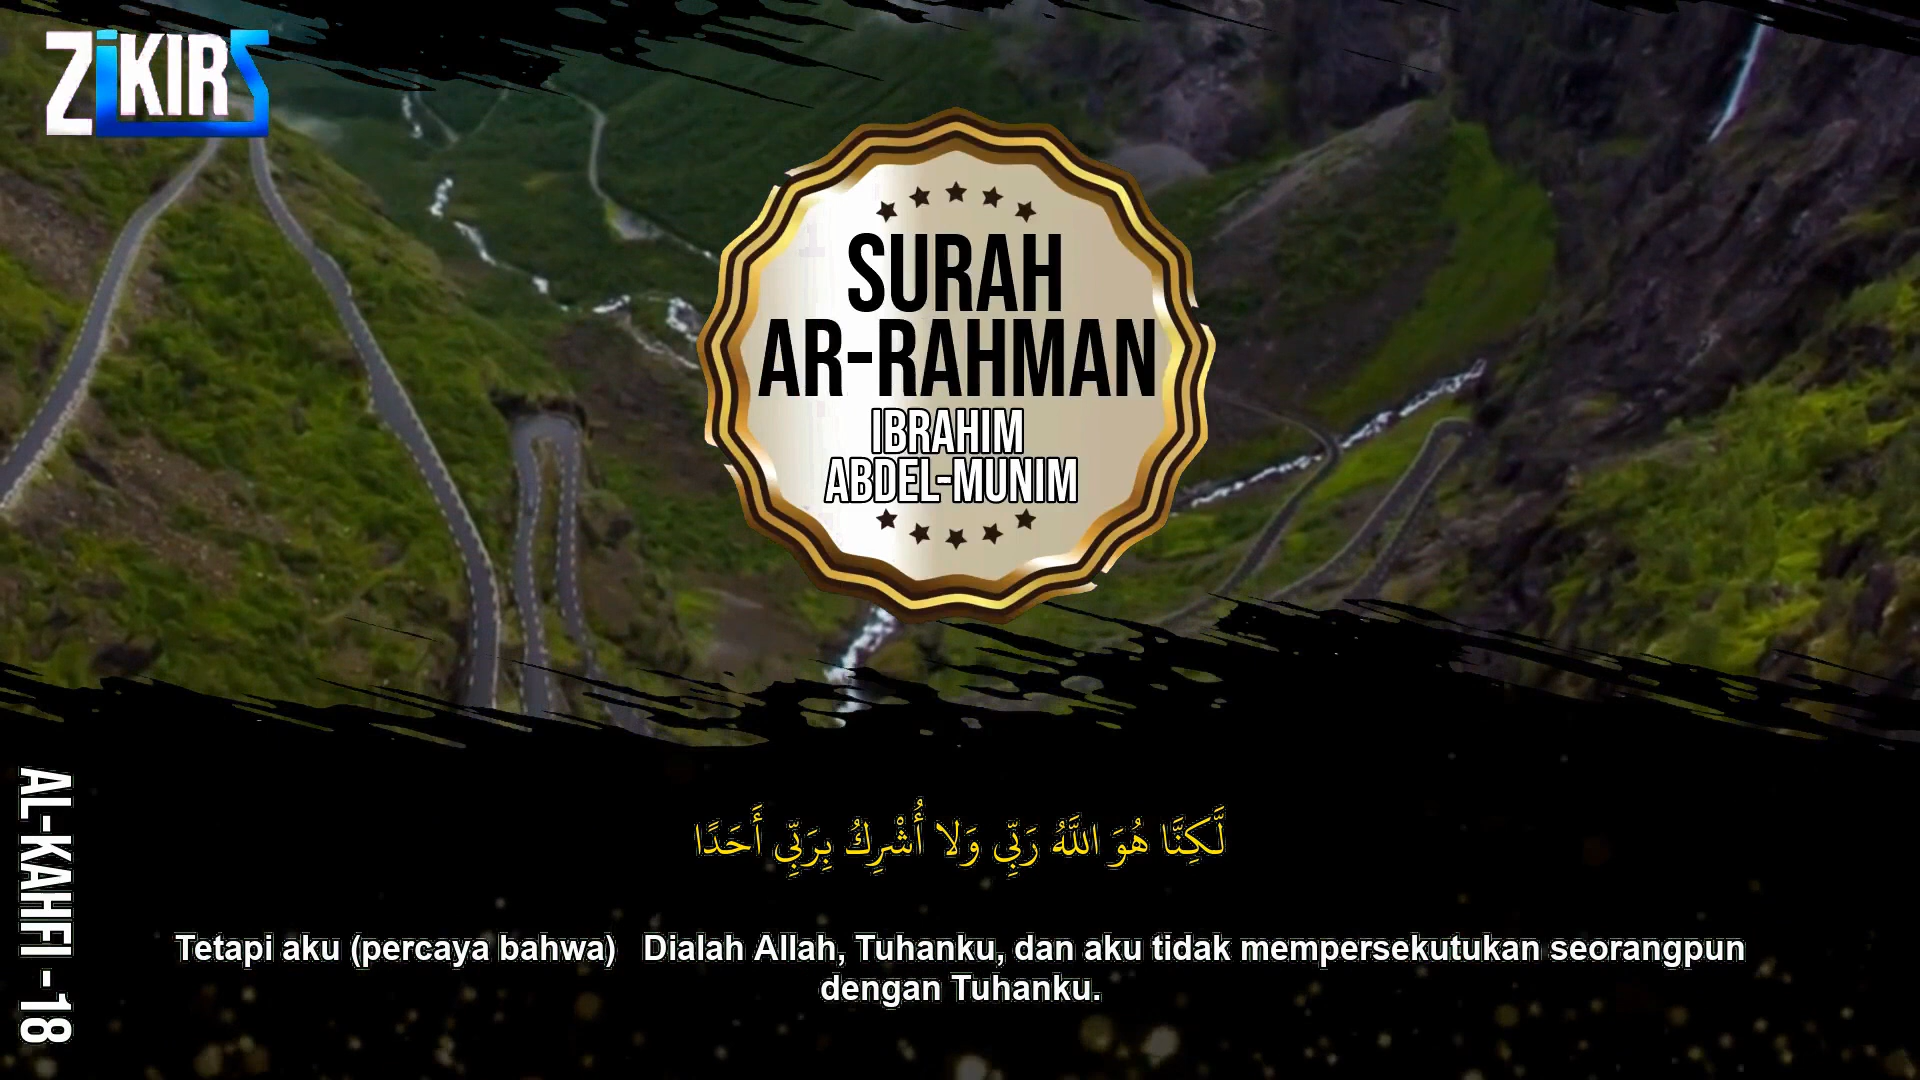 ZiKIRS
SURAH
AR-RAHMAN
IBRAHIM
ABDEL-MUNIM
لَّكِنَّا هُوَ اللَّهُ رَبِّي وَلا أُشْرِكُ بِرَبِّي أَحَدًا
Tetapi aku (percaya bahwa) Dialah Allah, Tuhanku, dan aku tidak mempersekutukan seorangpun
dengan Tuhanku.
AL-KAHFI -18